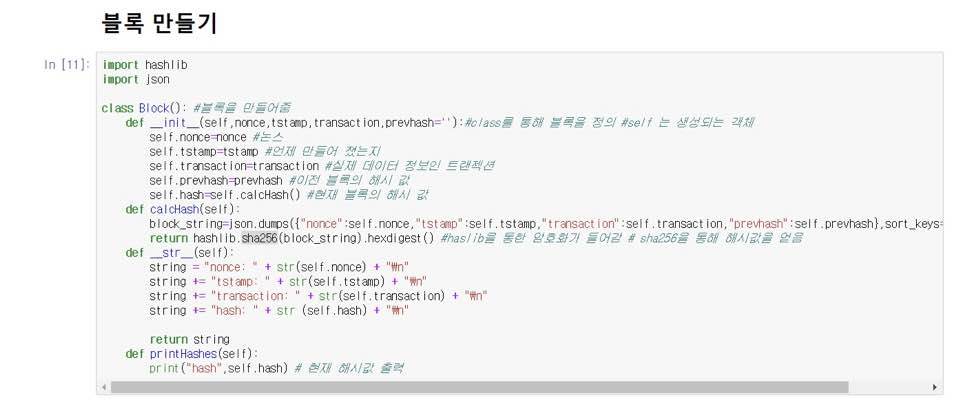 블록 만들기
In [11]:
import hashlib
import json
class Block(): #블록을 만들어줌
def __init__(self,nonce,tstamp,transaction,prevhash=''):#class를 통해 블록을 정의 #self 는 생성되는 객체
self.nonce=nonce #논스
self.tstamp=tstamp #언제 만들어 졌는지
self.transaction=transaction #실제 데이터 정보인 트랜젝션
self.prevhash=prevhash #이전 블록의 해시 값
self.hash=self.calcHash() #현재 블록의 해시 값
def calcHash(self):
block_string=json.dumps({"nonce":self.nonce,"tstamp":self.tstamp,"transaction":self.transaction,"prevhash":self.prevhash},sort_keys=
return hashlib.sha256(block_string).hexdigest() #haslib을 통한 암호화가 들어감 # sha256을 통해 해시값을 얻음
def __str__(self):
string = "nonce: " + str(self.nonce) + "₩n"
string += "tstamp: " + str(self.tstamp) + "₩n"
string += "transaction: " + str(self.transaction) + "₩n"
string += "hash: " + str (self.hash) + "₩n"
return string
def printHashes(self):
print("hash",self.hash) # 현재 해시값 출력